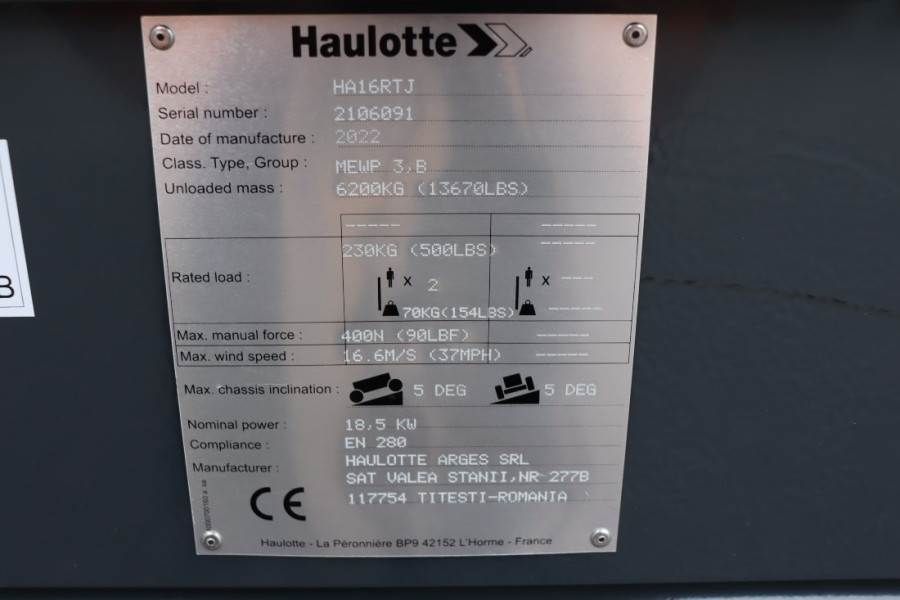 Haulotte
Model : HA16RTJ
Serial number : 2106091
Date of manufacture : 2022
Class. Type, Group : MEWP 3,B
Unloaded mass : 6200KG (13670LBS)
----- -----
230KG (500LBS) -----
Rated load : x 2 x ---
70KG(154LBS) -----
Max. manual force : 400N (90LBF) -----
Max. wind speed : 16.6M/S (37MPH) -----
Max. chassis inclination : 5 DEG 5 DEG
Nominal power : 18,5 KW
Compliance : EN 280
Manufacturer : HAULOTTE ARGES SRL
SAT VALEA STANII,NR 277B
117754 TITESTI-ROMANIA
CE
Haulotte - La Péronnière BP9 42152 L'Horme - France
B